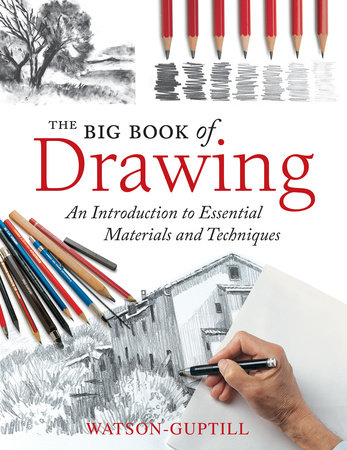 THE BIG BOOK of
Drawing
An Introduction to Essential
Materials and Techniques
WATSON-GUPTILL